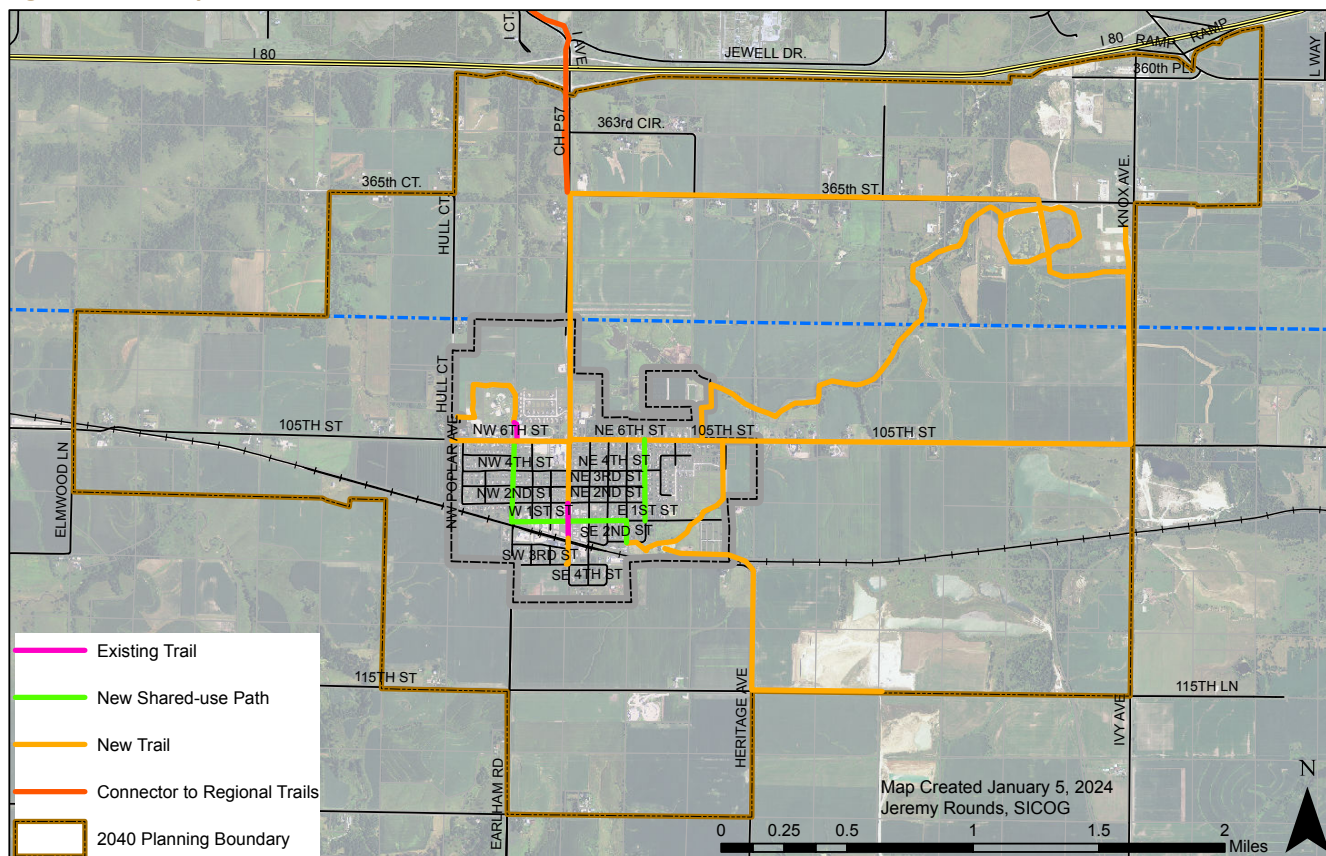 I CT.
I AVE.
JEWELL DR.
I 80
RAMP
RAMP
L WAY
I 80
360th PL.
CH P57
363rd CIR.
365th CT.
365th ST.
KNOX AVE.
HULL CT.
HULL CT
NW POPLAR AVE
105TH ST
NW 6TH ST
NE 6TH ST
105TH ST
105TH ST
NW 4TH ST
NE 4TH ST
NE 3RD ST
NW 2ND ST
NE 2ND ST
W 1ST ST
E 1ST ST
SE 2ND ST
SW 3RD ST
SE 4TH ST
ELMWOOD LN
115TH ST
115TH LN
HERITAGE AVE
IVY AVE
EARLHAM RD
Existing Trail
New Shared-use Path
New Trail
Connector to Regional Trails
2040 Planning Boundary
Map Created January 5, 2024
Jeremy Rounds, SICOG
N
0 0.25 0.5 1 1.5 2
Miles